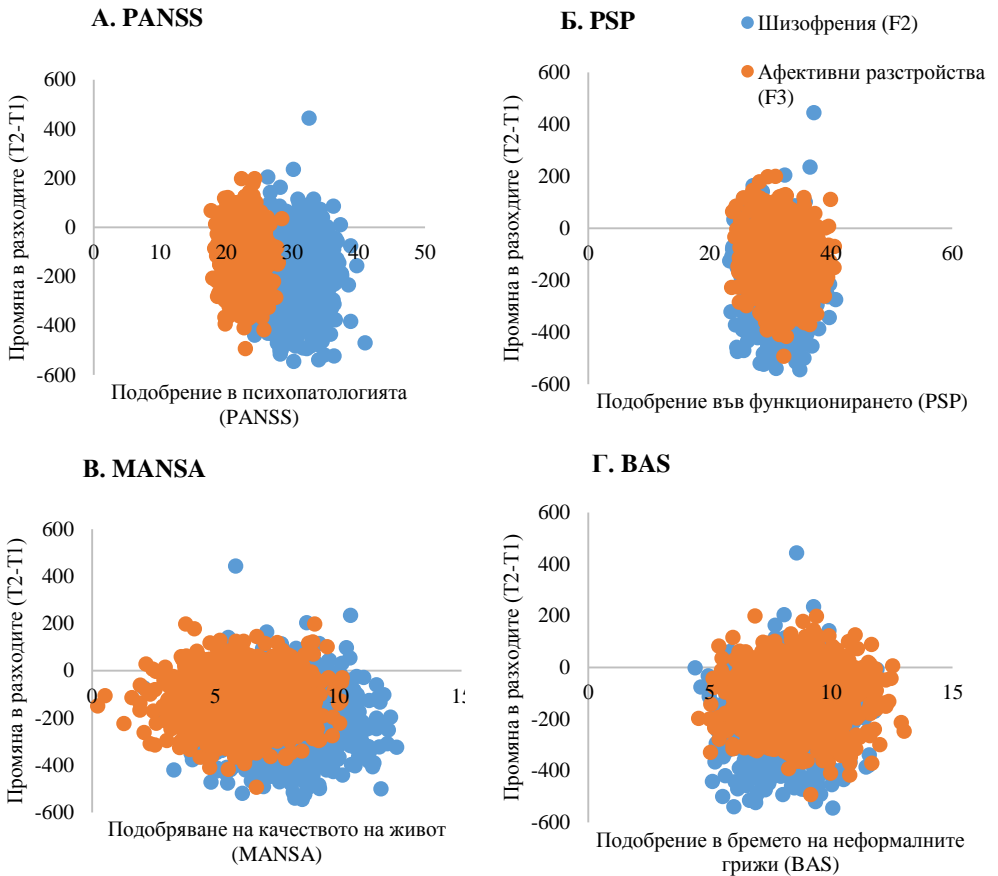 А. PANSS
Промяна в разходите (T2-T1)
600
400
200
0
-200
-400
-600
0
10
20
30
40
50
Подобрение в психопатологията
(PANSS)
Б. PSP
Шизофрения (F2)
Афективни разстройства
(F3)
Промяна в разоходите (T2-T1)
600
400
200
0
-200
-400
-600
0
20
40
60
Подобрение във функционирането (PSP)
В. MANSA
Промяна в разходите (T2-T1)
600
400
200
0
-200
-400
-600
0
5
10
Подобряване на качеството на живот
(MANSA)
Г. BAS
Промяна в разходите (T2-T1)
600
400
200
0
-200
-400
-600
0
5
10
15
Подобрение в бремето на неформалните
грижи (BAS)